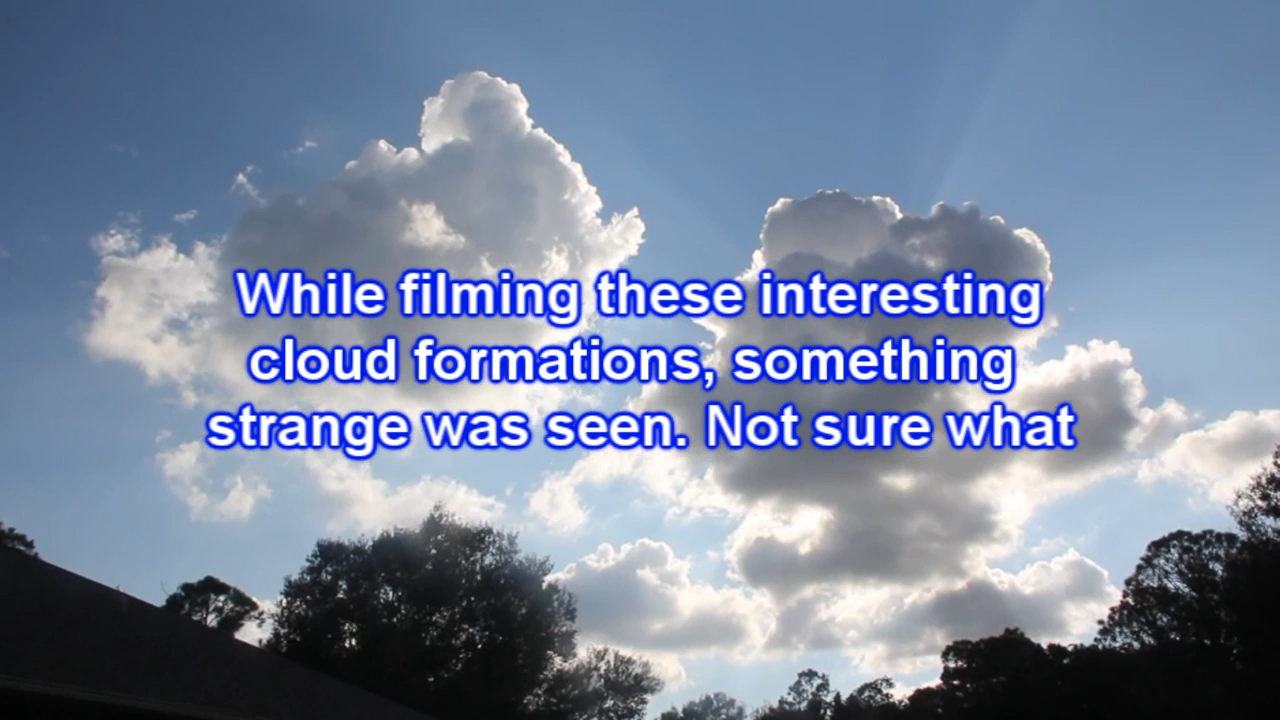 While filming these interesting
cloud formations, something
strange was seen. Not sure what